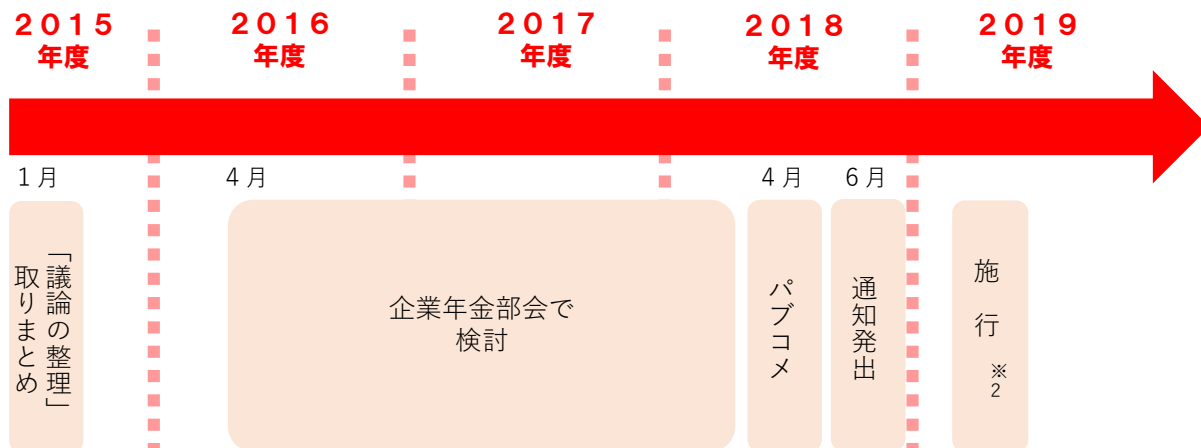 ２０１５
年度
２０１６
年度
２０１７
年度
２０１８
年度
２０１９
年度
1月
4月
4月
6月
「議論の整理」
取りまとめ
企業年金部会で
検討
パブコメ
通知発出
施行※2